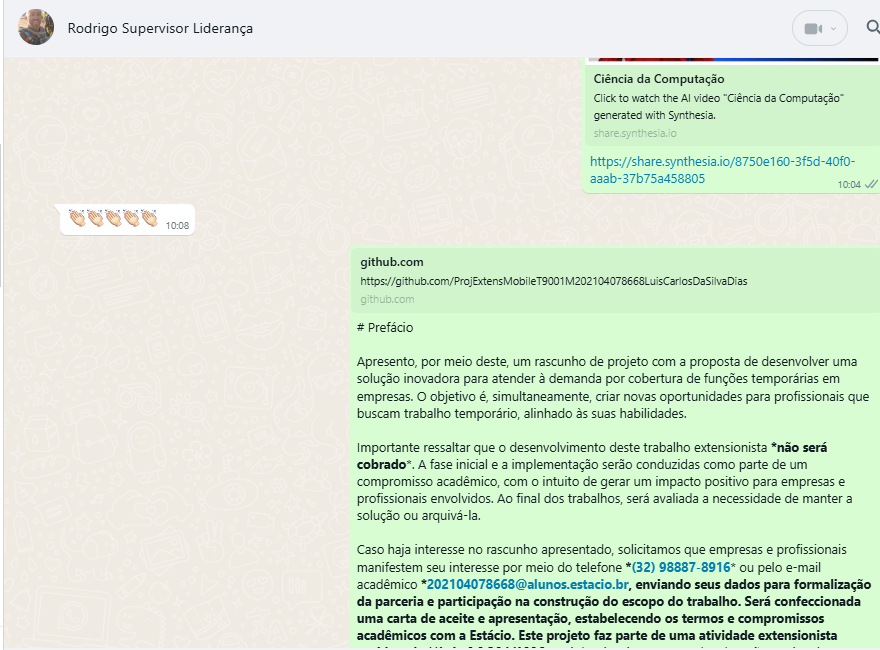 Rodrigo Supervisor Liderança
Ciência da Computação
Click to watch the AI video "Ciência da Computação"
generated with Synthesia.
share.synthesia.io
https://share.synthesia.io/8750e160-3f5d-40f0-
aaab-37b75a458805
10:04
👏🏻👏🏻👏🏻👏🏻👏🏻 10:08
github.com
https://github.com/ProjExtensMobileT9001M202104078668LuisCarlosDaSilvaDias
github.com
# Prefácio
Apresento, por meio deste, um rascunho de projeto com a proposta de desenvolver uma
solução inovadora para atender à demanda por cobertura de funções temporárias em
empresas. O objetivo é, simultaneamente, criar novas oportunidades para profissionais que
buscam trabalho temporário, alinhado às suas habilidades.
Importante ressaltar que o desenvolvimento deste trabalho extensionista *não será
cobrado*. A fase inicial e a implementação serão conduzidas como parte de um
compromisso acadêmico, com o intuito de gerar um impacto positivo para empresas e
profissionais envolvidos. Ao final dos trabalhos, será avaliada a necessidade de manter a
solução ou arquivá-la.
Caso haja interesse no rascunho apresentado, solicitamos que empresas e profissionais
manifestem seu interesse por meio do telefone *(32) 98887-8916* ou pelo e-mail
acadêmico *202104078668@alunos.estacio.br, enviando seus dados para formalização
da parceria e participação na construção do escopo do trabalho. Será confeccionada
uma carta de aceite e apresentação, estabelecendo os termos e compromissos
acadêmicos com a Estácio. Este projeto faz parte de uma atividade extensionista